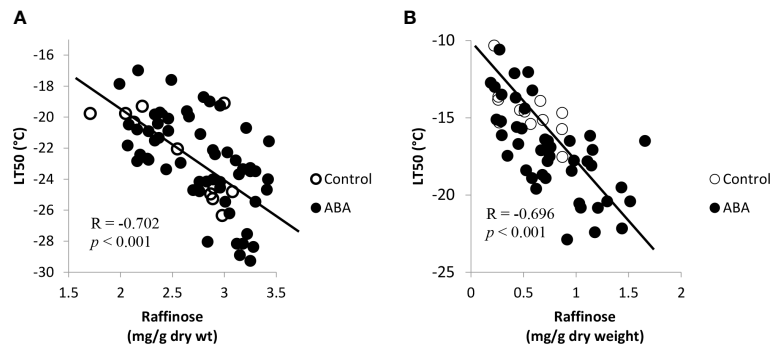 A
-16
-18
-20
-22
-24
-26
-28
-30
LT50 (°C)
1.5
2
2.5
3
3.5
Raffinose
(mg/g dry wt)
R = -0.702
p < 0.001
Control
ABA
B
-10
-15
-20
-25
LT50 (°C)
0
0.5
1
1.5
2
Raffinose
(mg/g dry weight)
R = -0.696
p < 0.001
Control
ABA